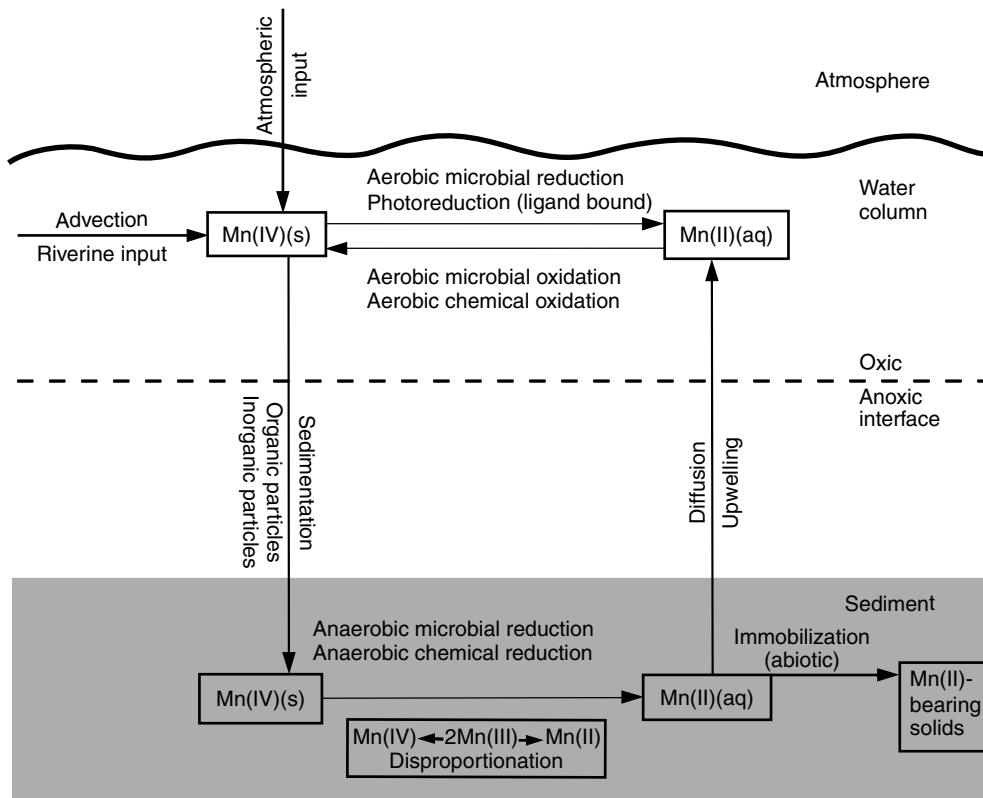 Atmospheric
input
Atmosphere
Aerobic microbial reduction
Photoreduction (ligand bound)
Water
column
Advection
Riverine input
Mn(IV)(s)
Mn(II)(aq)
Aerobic microbial oxidation
Aerobic chemical oxidation
Oxic
Anoxic
interface
Sedimentation
Organic particles
Inorganic particles
Diffusion
Upwelling
Sediment
Anaerobic microbial reduction
Anaerobic chemical reduction
Immobilization
(abiotic)
Mn(IV)(s)
Mn(II)(aq)
Mn(II)-
bearing
solids
Mn(IV)←2Mn(III)→Mn(II)
Disproportionation